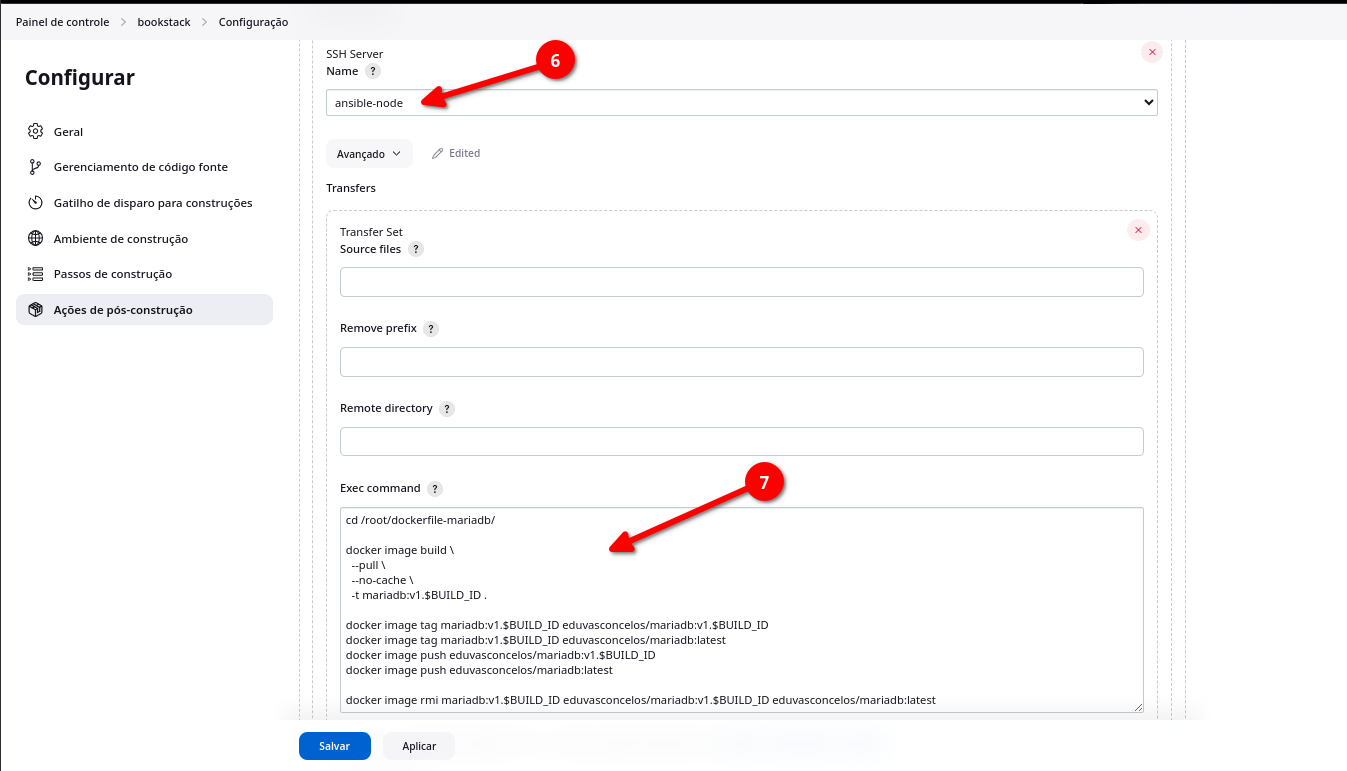 Painel de controle > bookstack > Configuração
Configurar
Geral
Gerenciamento de código fonte
Gatilho de disparo para construções
Ambiente de construção
Passos de construção
Ações de pós-construção
SSH Server
Name ?
6
ansible-node
Avançado
Edited
Transfers
Transfer Set
Source files ?
Remove prefix ?
Remote directory ?
Exec command ?
7
cd /root/dockerfile-mariadb/
docker image build \
--pull \
--no-cache \
-t mariadb:v1.$BUILD_ID .
docker image tag mariadb:v1.$BUILD_ID eduvasconcelos/mariadb:v1.$BUILD_ID
docker image tag mariadb:v1.$BUILD_ID eduvasconcelos/mariadb:latest
docker image push eduvasconcelos/mariadb:v1.$BUILD_ID
docker image push eduvasconcelos/mariadb:latest
docker image rmi mariadb:v1.$BUILD_ID eduvasconcelos/mariadb:v1.$BUILD_ID eduvasconcelos/mariadb:latest
Salvar
Aplicar